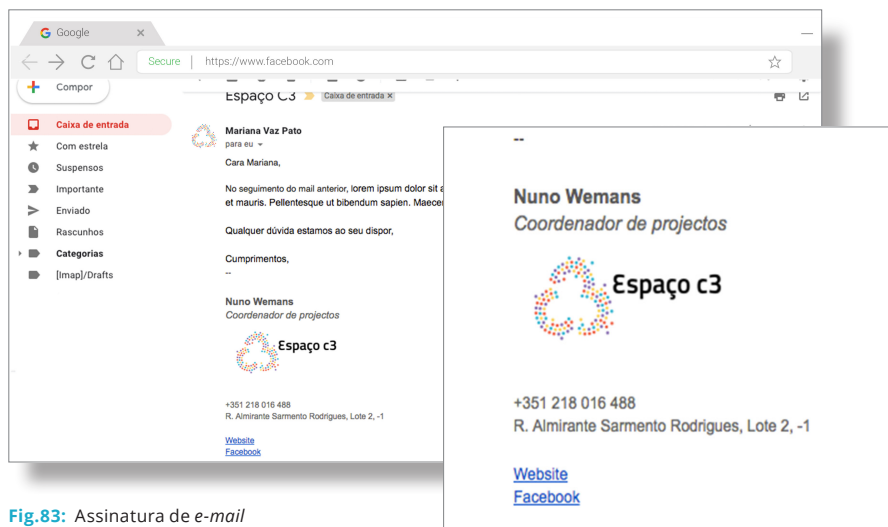 Google ×
Secure | https://www.facebook.com
Compor
Caixa de entrada
Com estrela
Suspensos
Importante
Enviado
Rascunhos
Categorias
[Imap]/Drafts
Espaço C3 Caixa de entrada ×
Mariana Vaz Pato
para eu
Cara Mariana,
No seguimento do mail anterior, lorem ipsum dolor sit
et mauris. Pellentesque ut bibendum sapien.
Qualquer dúvida estamos ao seu dispor,
Cumprimentos,
--
Nuno Wemans
Coordenador de projectos
Espaço c3
+351 218 016 488
R. Almirante Sarmento Rodrigues, Lote 2, -1
Website
Facebook
--
Nuno Wemans
Coordenador de projectos
Espaço c3
+351 218 016 488
R. Almirante Sarmento Rodrigues, Lote 2, -1
Website
Facebook
Fig.83: Assinatura de e-mail